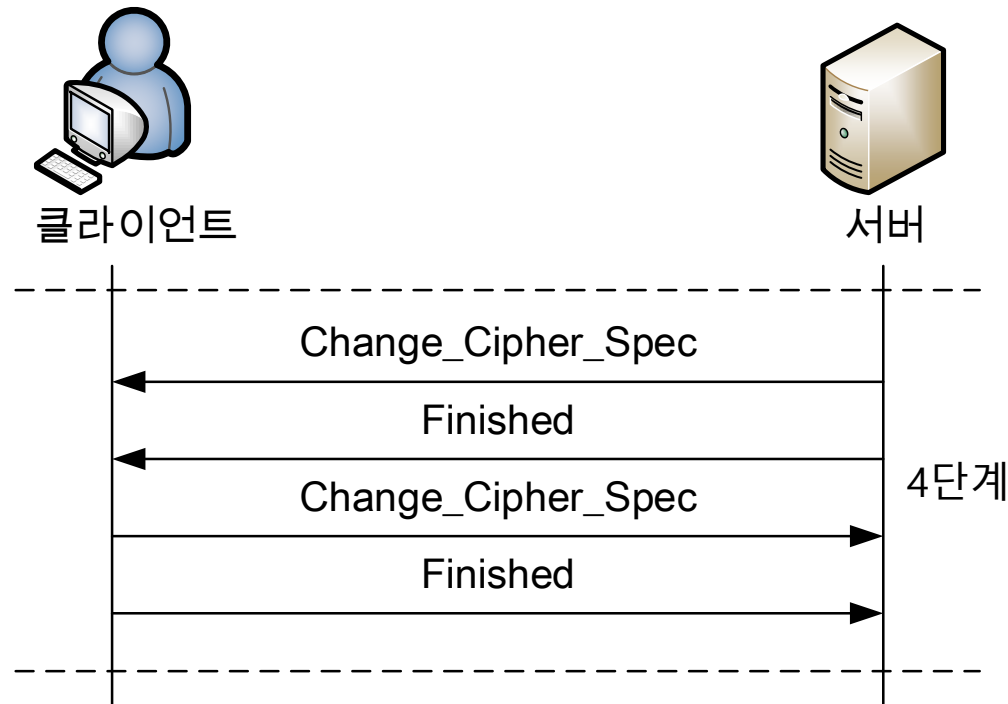 클라이언트
서버
Change_Cipher_Spec
Finished
4단계
Change_Cipher_Spec
Finished